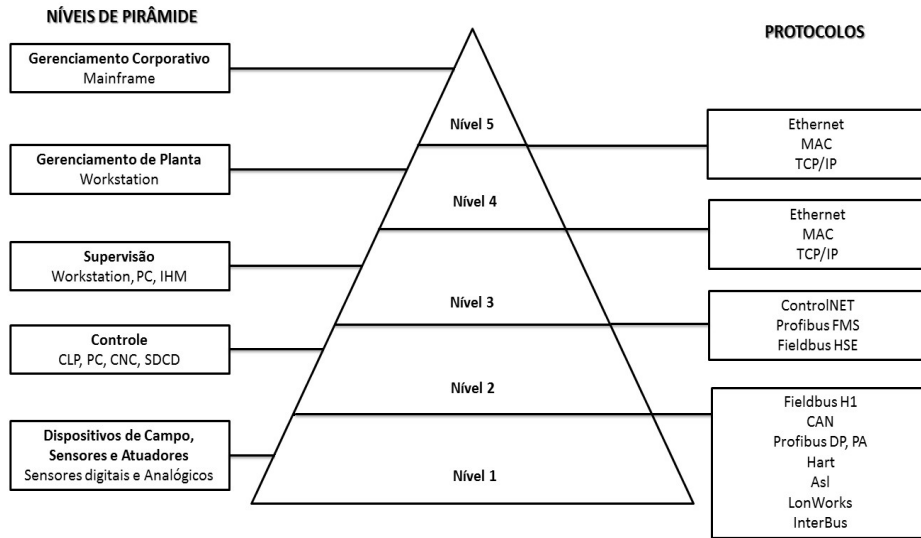 NÍVEIS DE PIRÂMIDE
Gerenciamento Corporativo
Mainframe
Gerenciamento de Planta
Workstation
Supervisão
Workstation, PC, IHM
Controle
CLP, PC, CNC, SDCD
Dispositivos de Campo,
Sensores e Atuadores
Sensores digitais e Analógicos
Nível 5
Nível 4
Nível 3
Nível 2
Nível 1
PROTOCOLOS
Ethernet
MAC
TCP/IP
Ethernet
MAC
TCP/IP
ControlNET
Profibus FMS
Fieldbus HSE
Fieldbus H1
CAN
Profibus DP, PA
Hart
AsI
LonWorks
InterBus